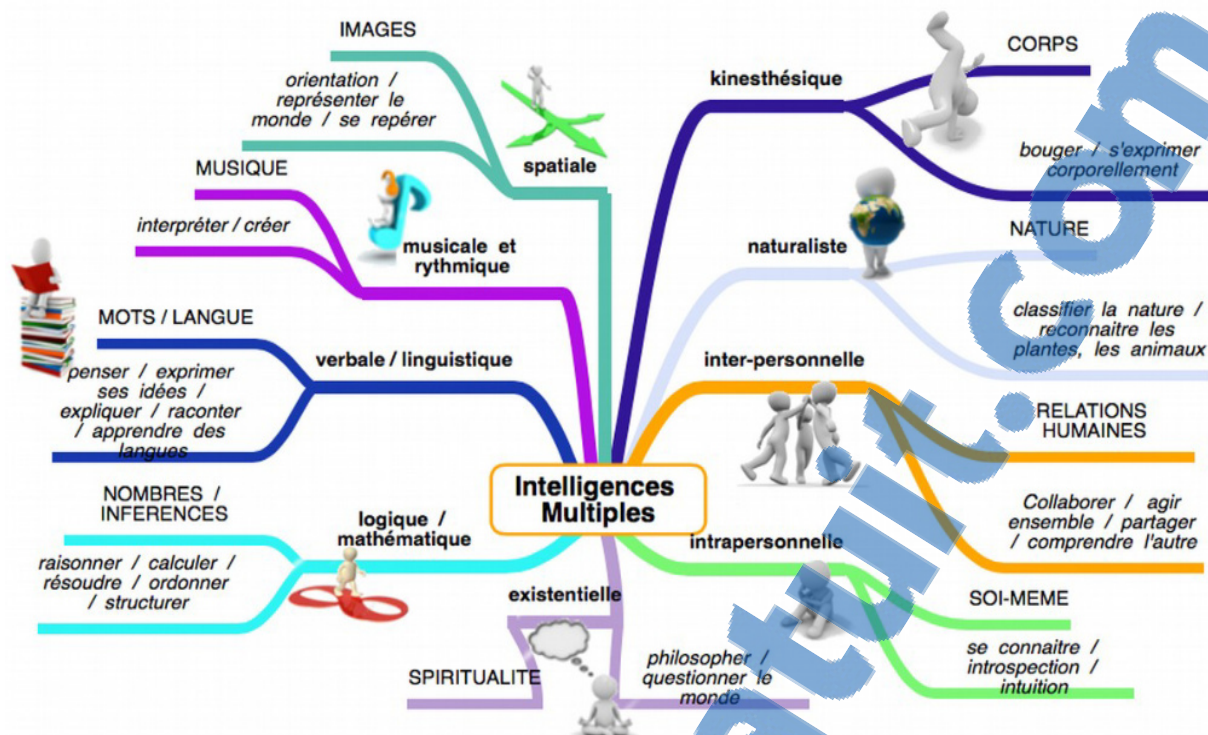 IMAGES
orientation /
représenter le
monde / se repérer
spatiale
MUSIQUE
interpréter / créer
musicale et
rythmique
MOTS / LANGUE
penser / exprimer
ses idées /
expliquer / raconter
/ apprendre des
langues
verbale / linguistique
NOMBRES /
INFERENCES
raisonner / calculer /
résoudre / ordonner
/ structurer
logique /
mathématique
Intelligences
Multiples
existentielle
SPIRITUALITE
philosopher /
questionner le
monde
kinesthésique
CORPS
bouger / s'exprimer
corporellement
naturaliste
NATURE
classifier la nature /
reconnaitre les
plantes, les animaux
inter-personnelle
RELATIONS
HUMAINES
Collaborer / agir
ensemble / partager
/ comprendre l'autre
intrapersonnelle
SOI-MEME
se connaitre /
introspection /
intuition